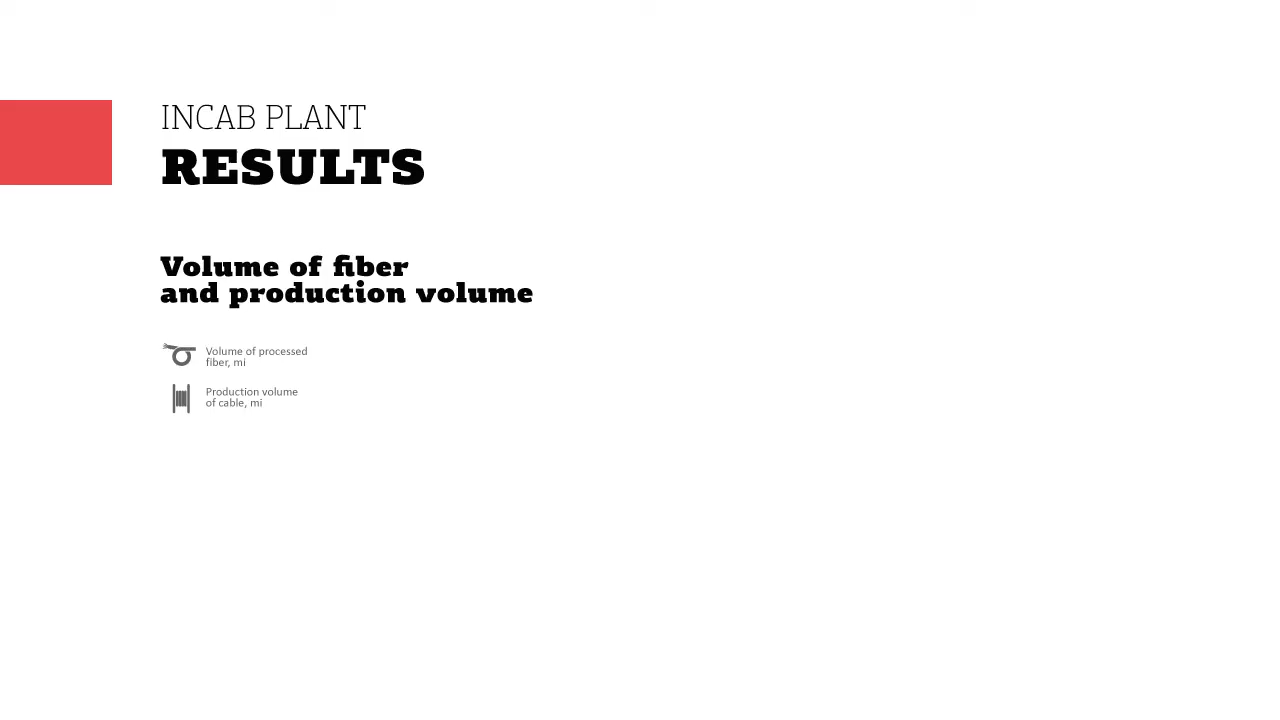 INCAB PLANT
RESULTS
Volume of fiber
and production volume
Volume of processed
fiber, mi
Production volume
of cable, mi